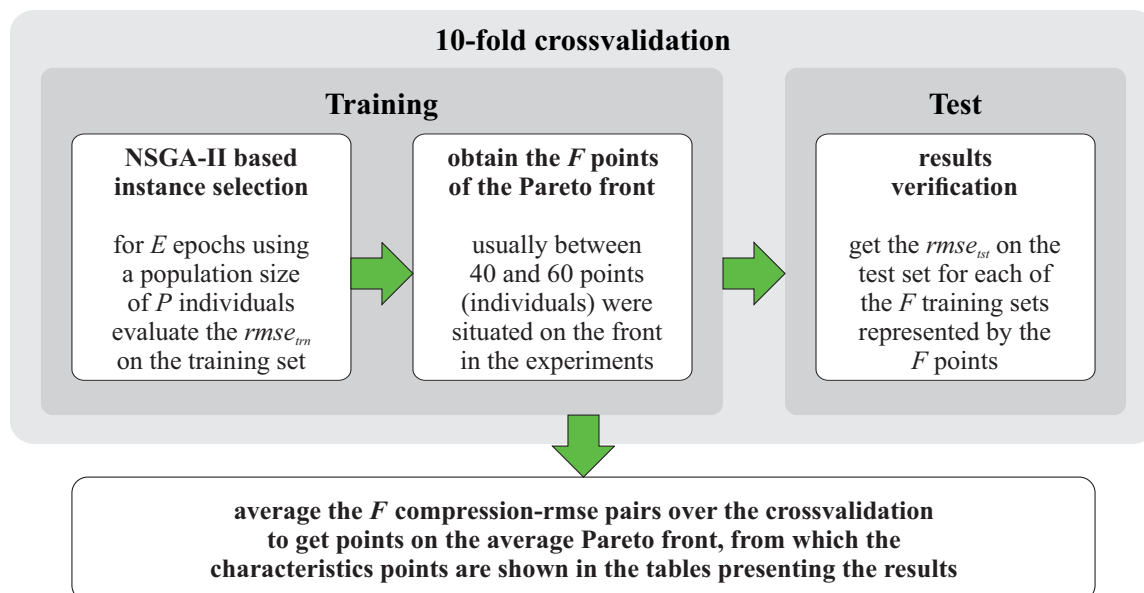 10-fold crossvalidation
Training
NSGA-II based
instance selection
for E epochs using
a population size
of P individuals
evaluate the rmse_trn
on the training set
obtain the F points
of the Pareto front
usually between
40 and 60 points
(individuals) were
situated on the front
in the experiments
Test
results
verification
get the rmse_tst on the
test set for each of
the F training sets
represented by the
F points
average the F compression-rmse pairs over the crossvalidation
to get points on the average Pareto front, from which the
characteristics points are shown in the tables presenting the results